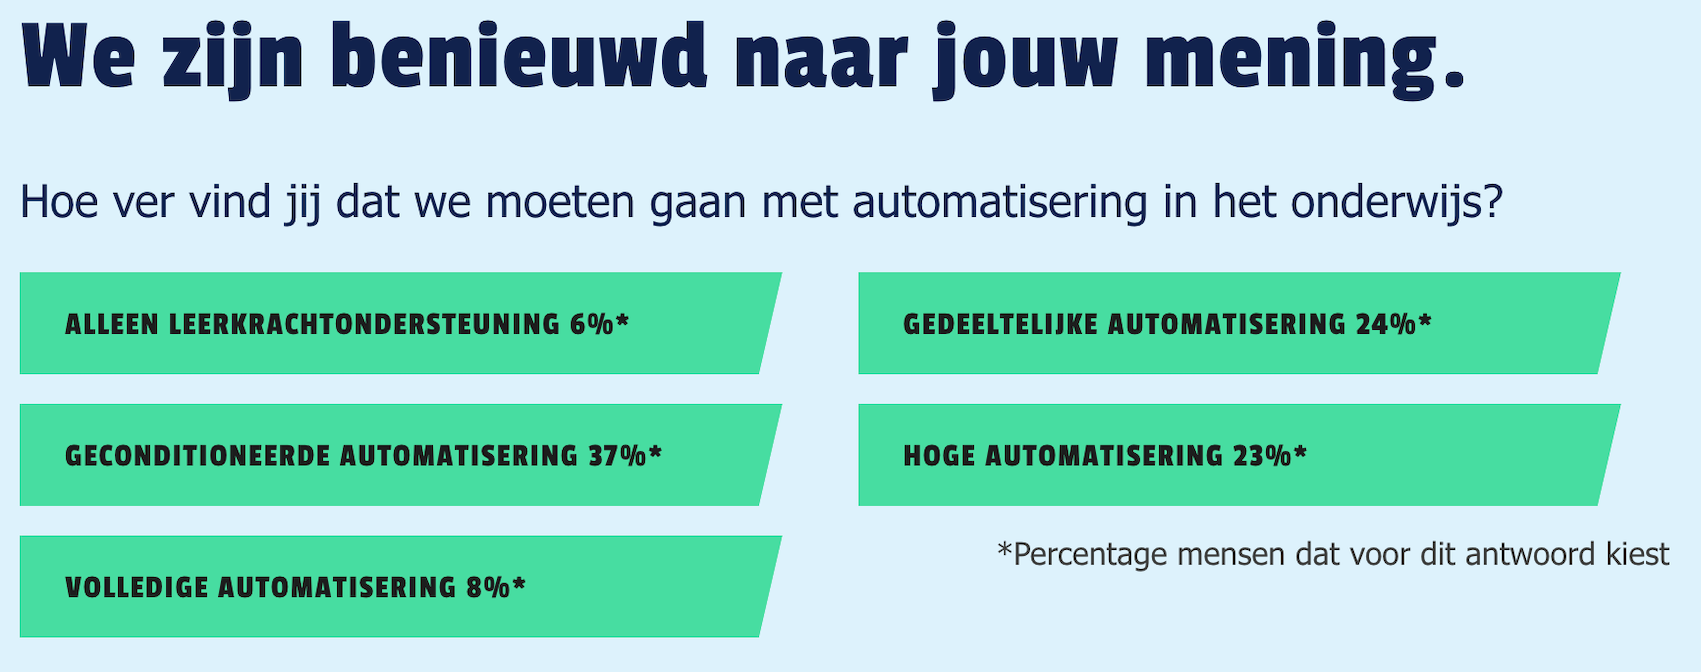 We zijn benieuwd naar jouw mening.
Hoe ver vind jij dat we moeten gaan met automatisering in het onderwijs?
ALLEEN LEERKRACHTONDERSTEUNING 6%*
GEDEELTELIJKE AUTOMATISERING 24%*
GECONDITIONEERDE AUTOMATISERING 37%*
HOGE AUTOMATISERING 23%*
VOLLEDIGE AUTOMATISERING 8%*
*Percentage mensen dat voor dit antwoord kiest